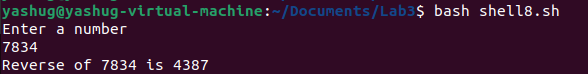 yashug@yashug-virtual-machine:~/Documents/Lab3$ bash shell8.sh
Enter a number
7834
Reverse of 7834 is 4387